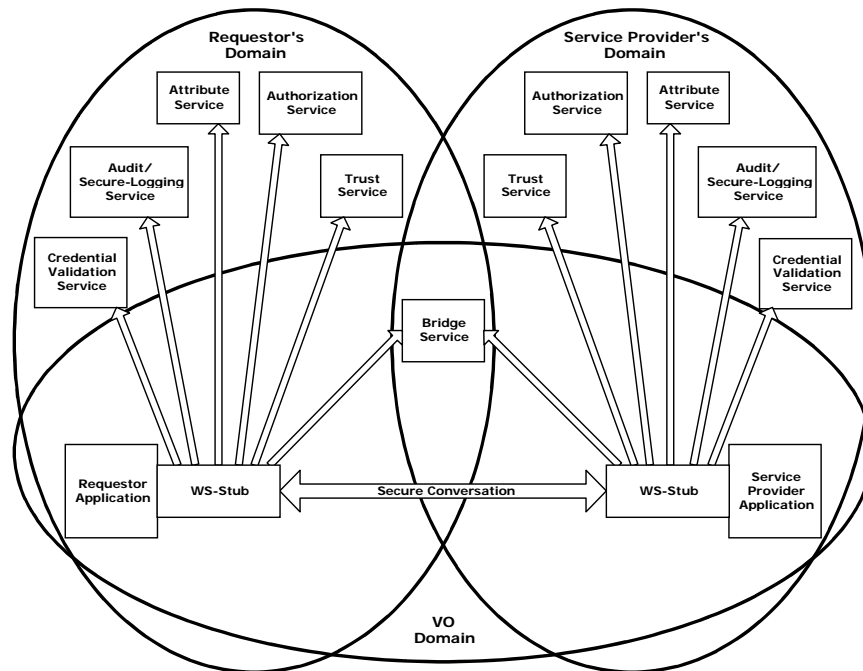 Requestor's
Domain
Service Provider's
Domain
Attribute
Service
Authorization
Service
Authorization
Service
Attribute
Service
Audit/
Secure-Logging
Service
Trust
Service
Trust
Service
Audit/
Secure-Logging
Service
Credential
Validation
Service
Credential
Validation
Service
Bridge
Service
Requestor
Application
WS-Stub
Secure Conversation
WS-Stub
Service
Provider
Application
VO
Domain